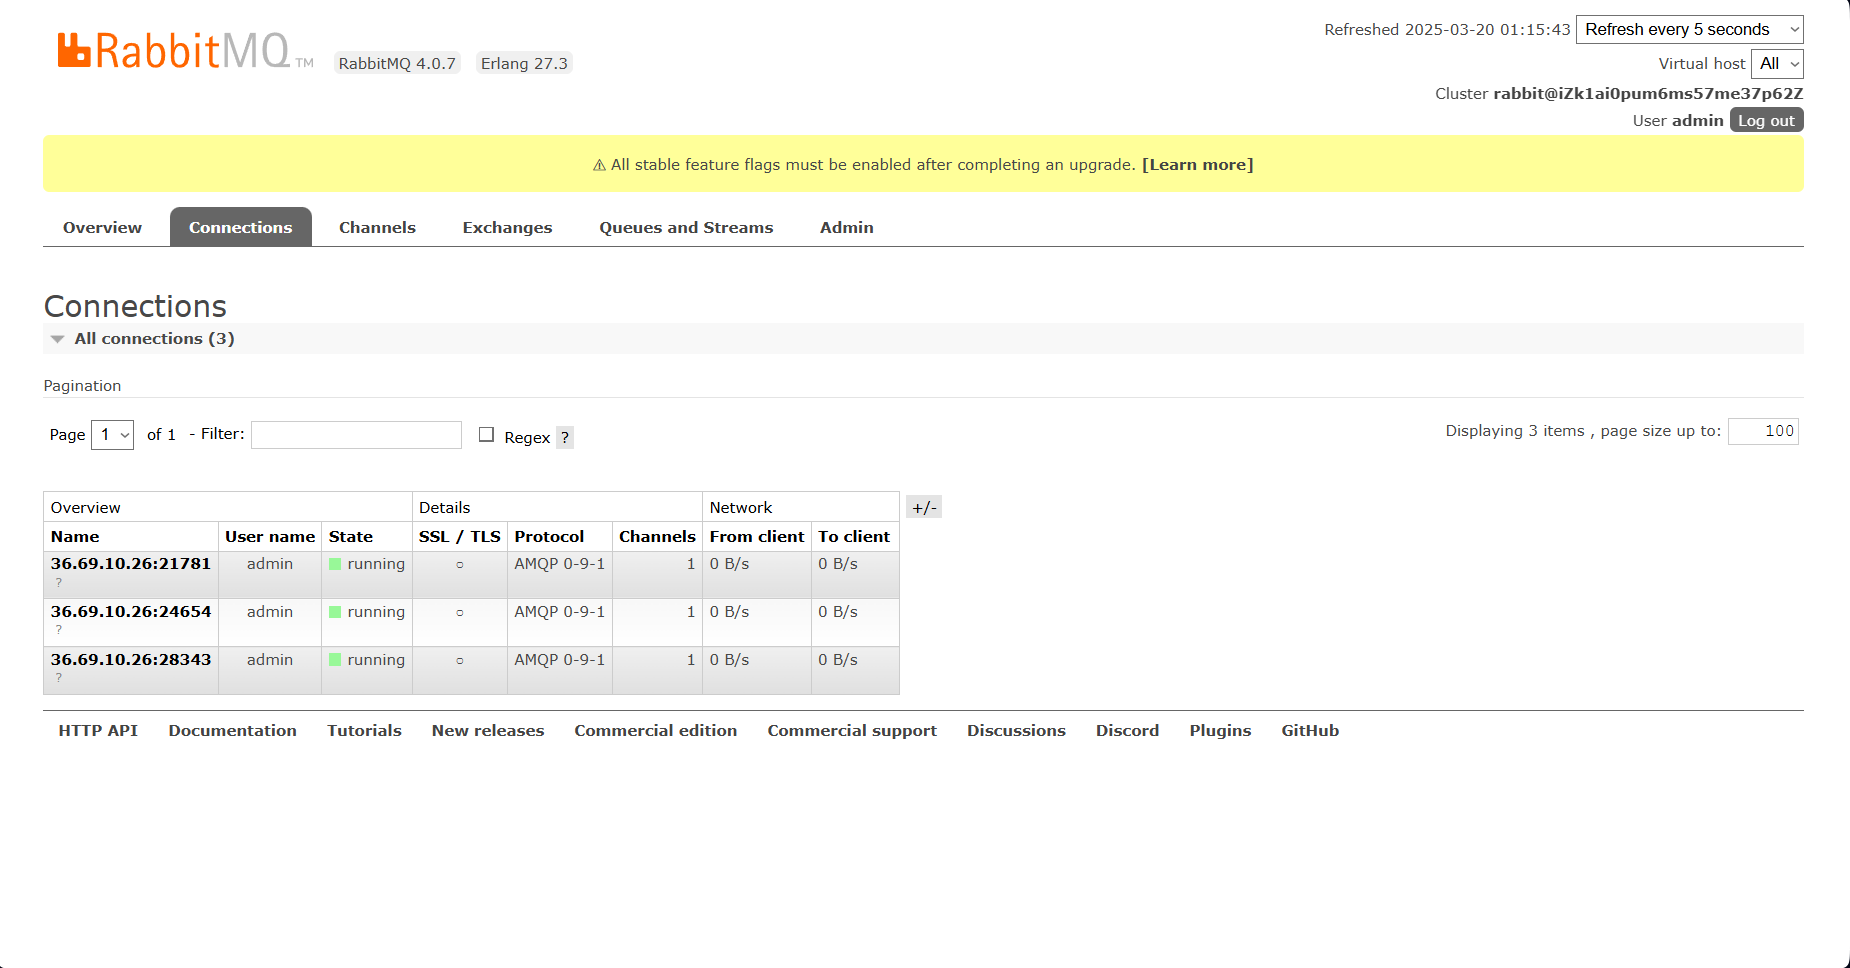 RabbitMQ TM RabbitMQ 4.0.7 Erlang 27.3
Refreshed 2025-03-20 01:15:43 Refresh every 5 seconds
Virtual host All
Cluster rabbit@iZk1ai0pum6ms57me37p62Z
User admin Log out
⚠ All stable feature flags must be enabled after completing an upgrade. [Learn more]
Overview Connections Channels Exchanges Queues and Streams Admin
Connections
All connections (3)
Pagination
Page 1 of 1 - Filter: Regex ? Displaying 3 items , page size up to: 100
Overview Details Network +/-
Name User name State SSL / TLS Protocol Channels From client To client
36.69.10.26:21781 admin running ○ AMQP 0-9-1 1 0 B/s 0 B/s
?
36.69.10.26:24654 admin running ○ AMQP 0-9-1 1 0 B/s 0 B/s
?
36.69.10.26:28343 admin running ○ AMQP 0-9-1 1 0 B/s 0 B/s
?
HTTP API Documentation Tutorials New releases Commercial edition Commercial support Discussions Discord Plugins GitHub